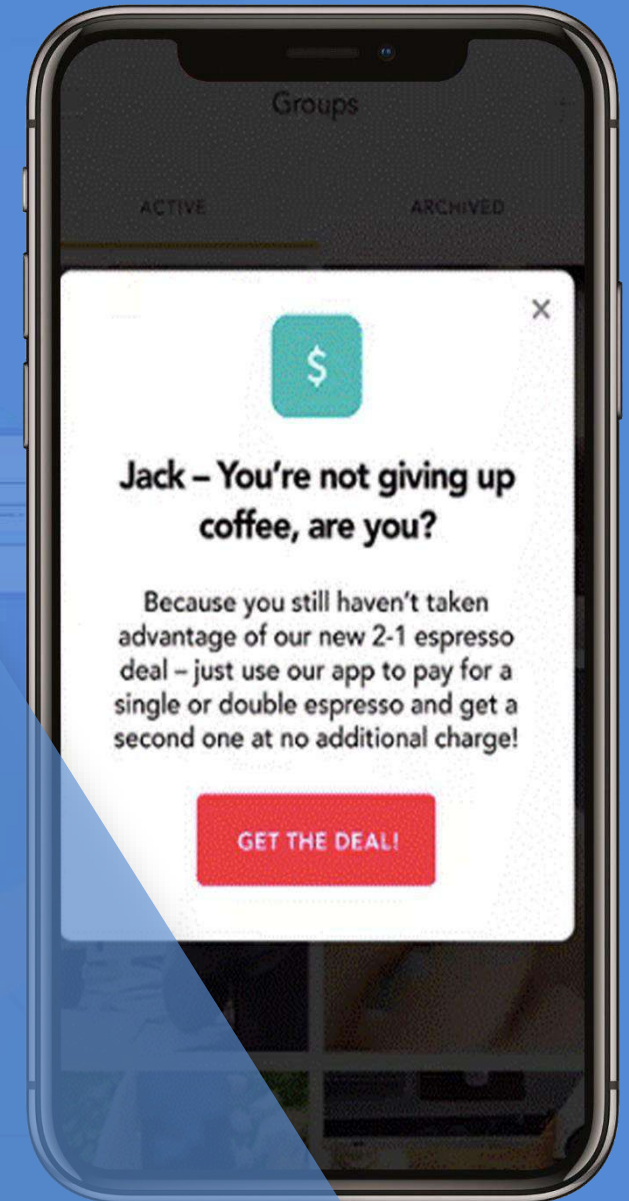 Groups
ACTIVE
ARCHIVED
$
Jack – You're not giving up
coffee, are you?
Because you still haven't taken
advantage of our new 2-1 espresso
deal – just use our app to pay for a
single or double espresso and get a
second one at no additional charge!
GET THE DEAL!